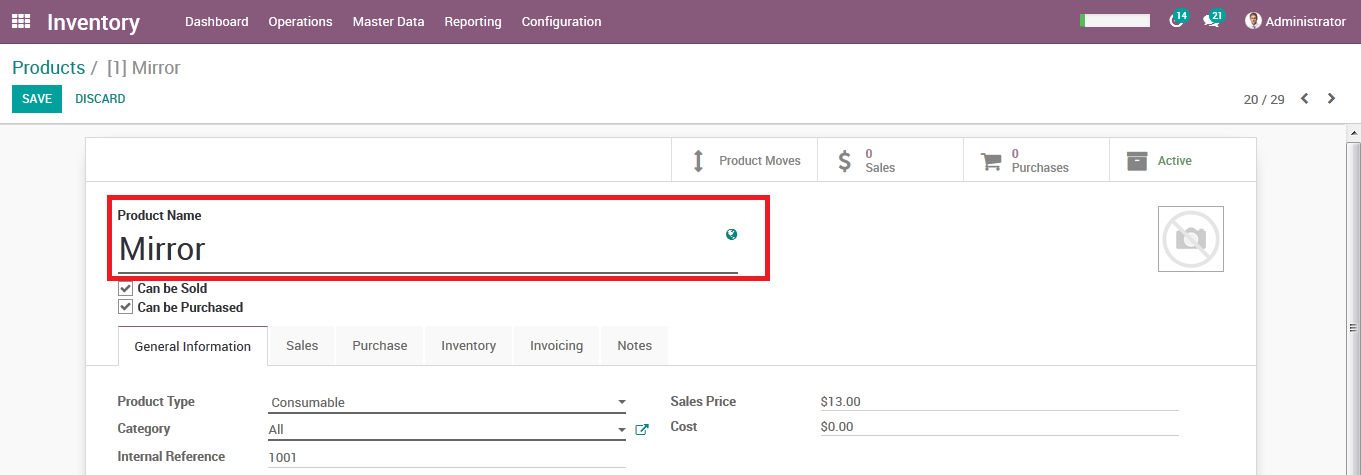 Inventory Dashboard Operations Master Data Reporting Configuration 14 21 Administrator
Products / [1] Mirror
SAVE DISCARD 20 / 29
Product Moves 0 Sales 0 Purchases Active
Product Name
Mirror
Can be Sold
Can be Purchased
General Information Sales Purchase Inventory Invoicing Notes
Product Type Consumable Sales Price $13.00
Category All Cost $0.00
Internal Reference 1001